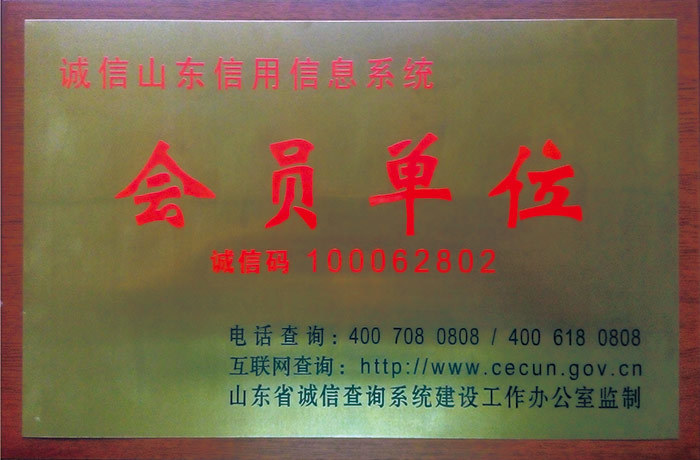 诚信山东信用信息系统
会员单位
诚信码 100062802
电话查询：400 708 0808 / 400 618 0808
互联网查询：http://www.cecun.gov.cn
山东省诚信查询系统建设工作办公室监制